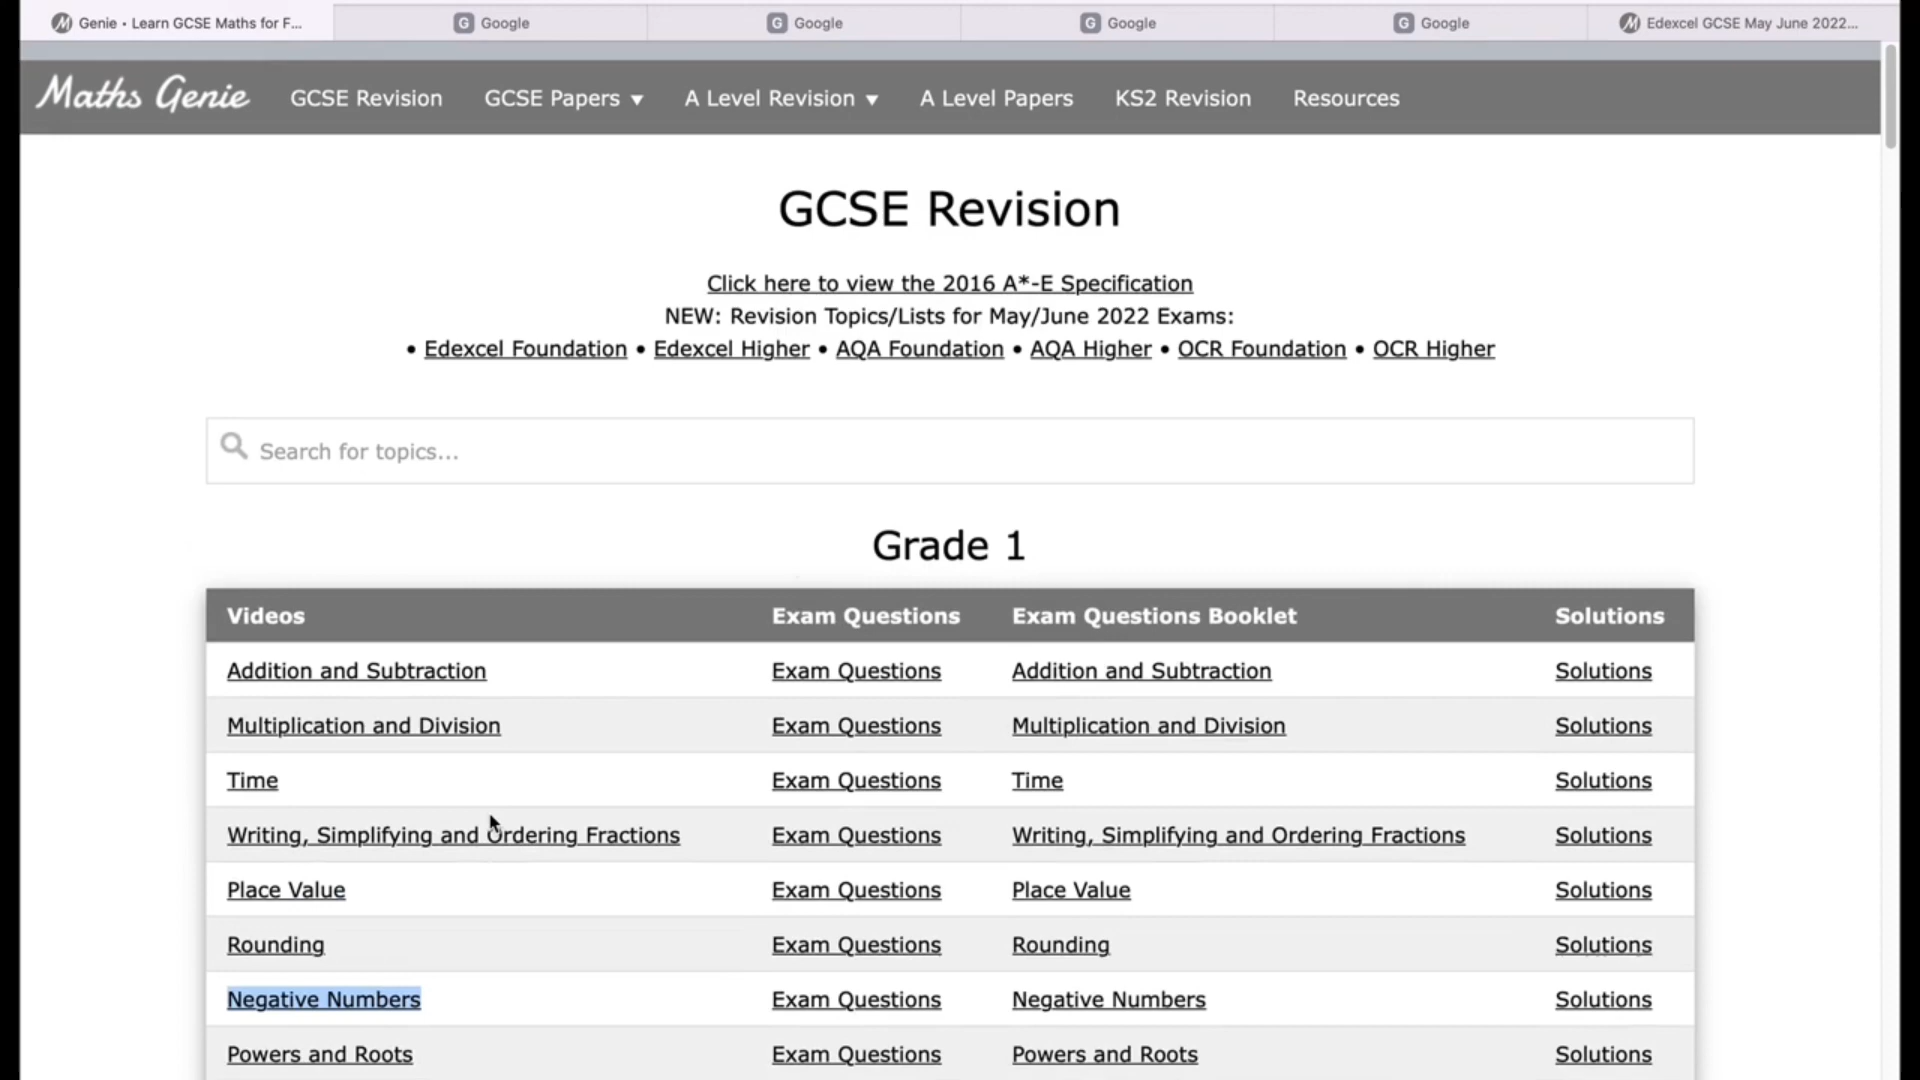 Genie • Learn GCSE Maths for F...
Google
Google
Google
Google
Edexcel GCSE May June 2022...
Maths Genie
GCSE Revision
GCSE Papers ▼
A Level Revision ▼
A Level Papers
KS2 Revision
Resources
GCSE Revision
Click here to view the 2016 A*-E Specification
NEW: Revision Topics/Lists for May/June 2022 Exams:
• Edexcel Foundation • Edexcel Higher • AQA Foundation • AQA Higher • OCR Foundation • OCR Higher
Search for topics...
Grade 1
Videos Exam Questions Exam Questions Booklet Solutions
Addition and Subtraction Exam Questions Addition and Subtraction Solutions
Multiplication and Division Exam Questions Multiplication and Division Solutions
Time Exam Questions Time Solutions
Writing, Simplifying and Ordering Fractions Exam Questions Writing, Simplifying and Ordering Fractions Solutions
Place Value Exam Questions Place Value Solutions
Rounding Exam Questions Rounding Solutions
Negative Numbers Exam Questions Negative Numbers Solutions
Powers and Roots Exam Questions Powers and Roots Solutions